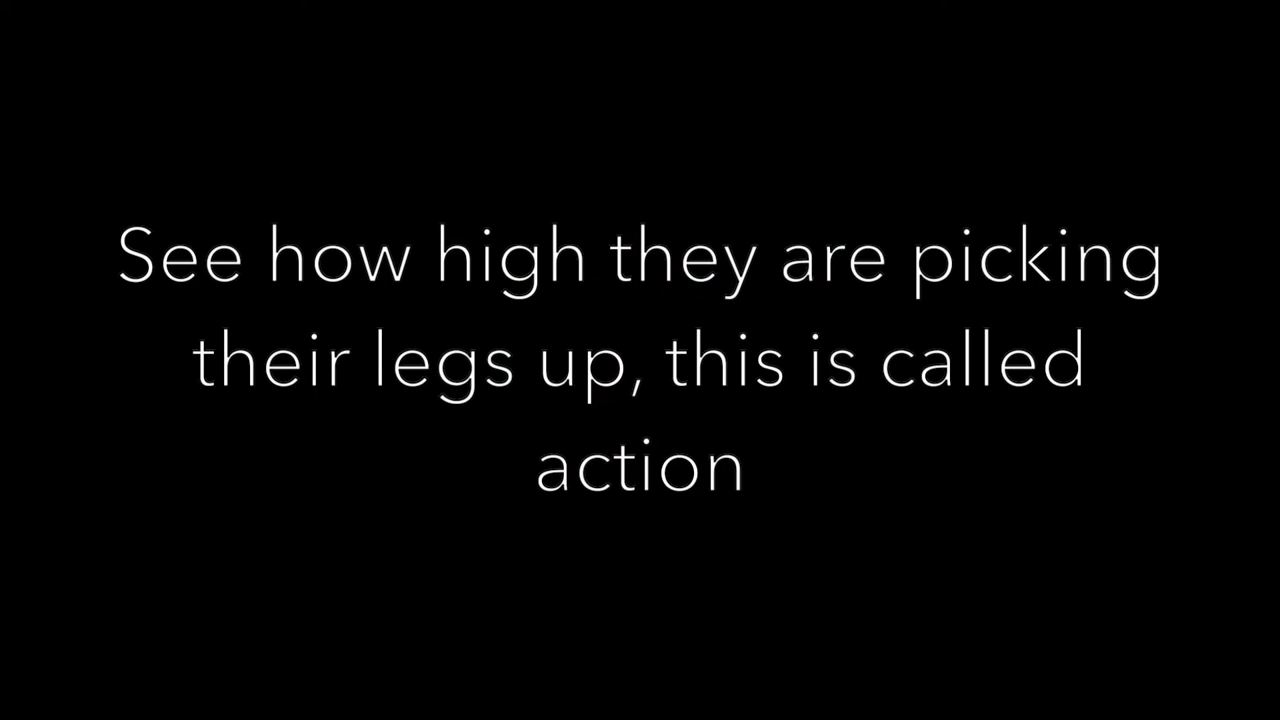 See how high they are picking
their legs up, this is called
action